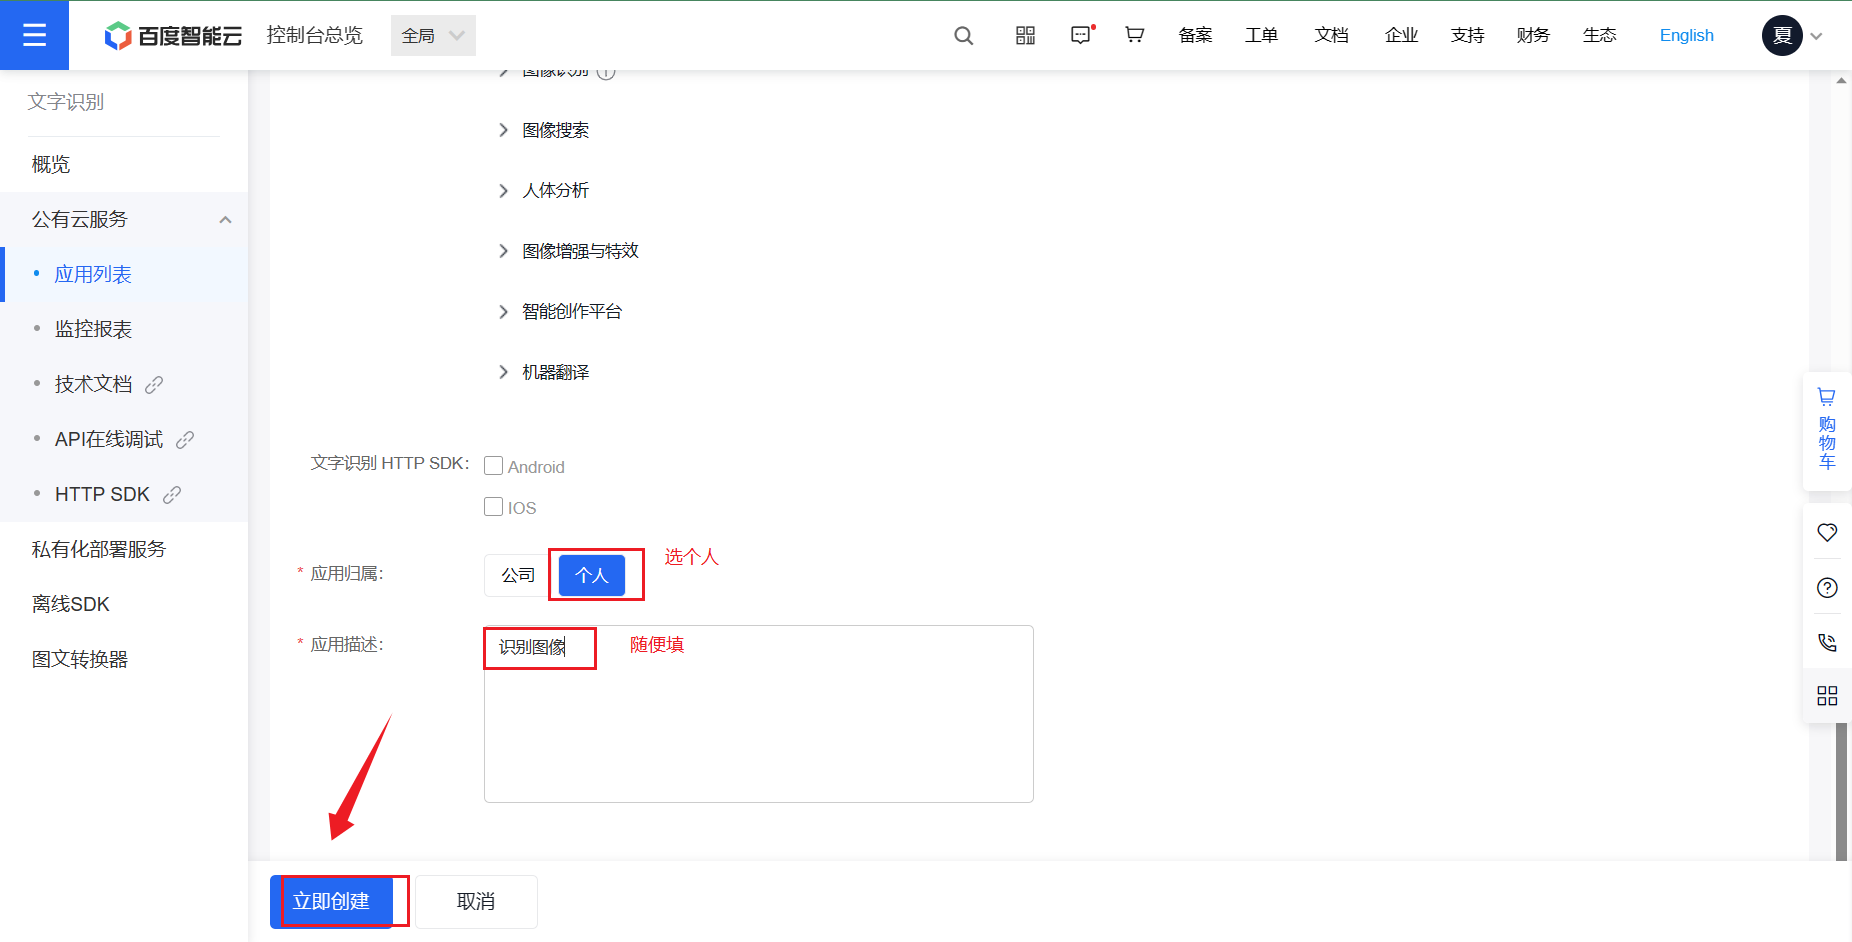 百度智能云
控制台总览
全局
备案
工单
文档
企业
支持
财务
生态
English
夏
文字识别
概览
公有云服务
应用列表
监控报表
技术文档
API在线调试
HTTP SDK
私有化部署服务
离线SDK
图文转换器
图像识别
图像搜索
人体分析
图像增强与特效
智能创作平台
机器翻译
文字识别 HTTP SDK:
Android
IOS
* 应用归属:
公司
个人
选个人
* 应用描述:
识别图像
随便填
立即创建
取消
购物车